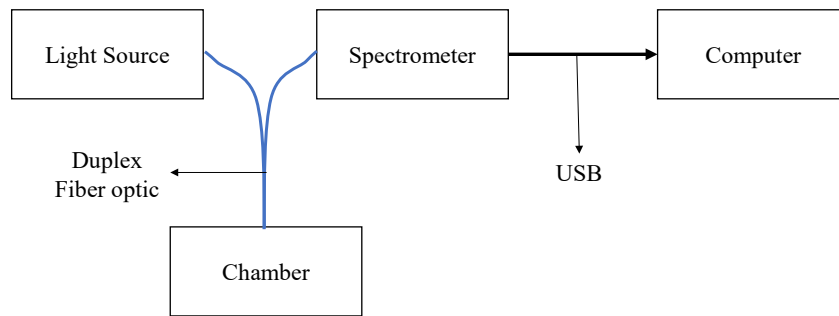 Light Source
Spectrometer
Computer
Duplex
Fiber optic
USB
Chamber